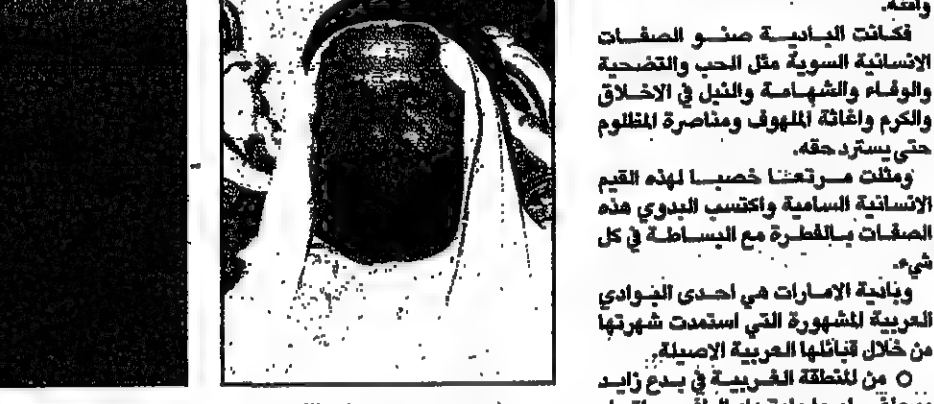 وأمته.
فكانت البادية صنو الصفات
الانسانية السوية مثل الحب والتضحية
والوفاء والشهامة والنبل في الاخلاق
والكرم واغاثة الملهوف ومناصرة المظلوم
حتى يسترد حقه.
ومثلت مرتعا خصبا لهذه القيم
الانسانية السامية واكتسب البدوي هذه
الصفات بالفطرة مع البساطة في كل
شيء.
وبادية الامارات هي احدى البوادي
العربية المشهورة التي استمدت شهرتها
من خلال قبائلها العربية الاصيلة.
○ من المنطقة الغربية في بدع زايد